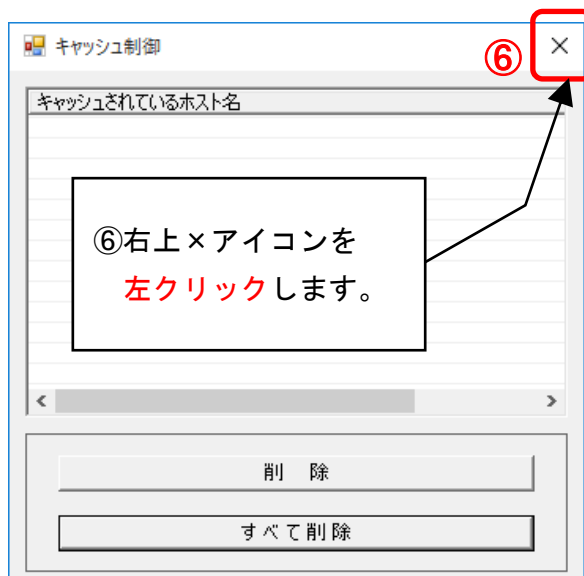 キャッシュ制御
⑥
キャッシュされているホスト名
⑥右上×アイコンを
左クリックします。
削 除
すべて削除